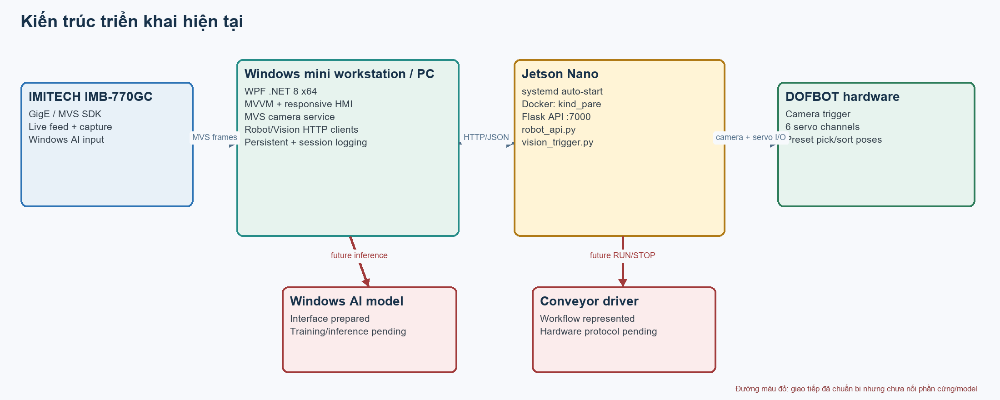 Kiến trúc triển khai hiện tại
IMITECH IMB-770GC
GigE / MVS SDK
Live feed + capture
Windows AI input
MVS frames
Windows mini workstation / PC
WPF .NET 8 x64
MVVM + responsive HMI
MVS camera service
Robot/Vision HTTP clients
Persistent + session logging
HTTP/JSON
Jetson Nano
systemd auto-start
Docker: kind_pare
Flask API :7000
robot_api.py
vision_trigger.py
camera + servo I/O
DOFBOT hardware
Camera trigger
6 servo channels
Preset pick/sort poses
future inference
future RUN/STOP
Windows AI model
Interface prepared
Training/inference pending
Conveyor driver
Workflow represented
Hardware protocol pending
Đường màu đỏ: giao tiếp đã chuẩn bị nhưng chưa nối phần cứng/model